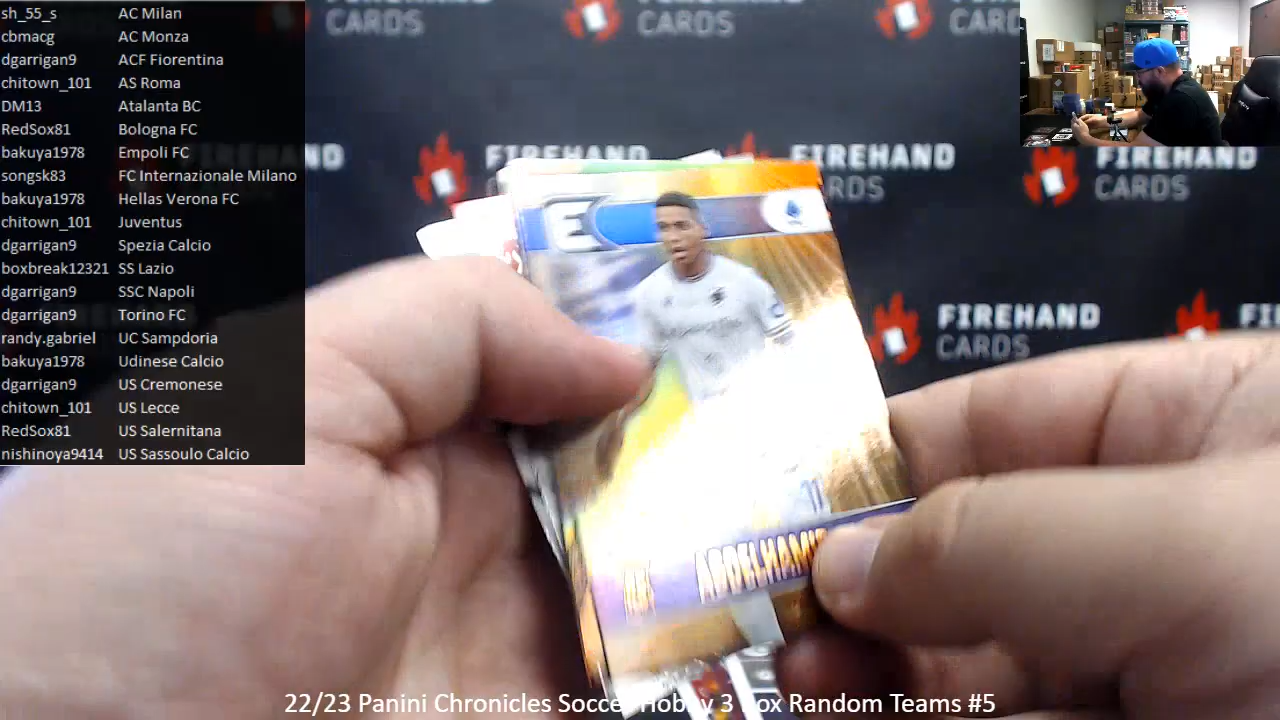 sh_55_s AC Milan
cbmacg AC Monza
dgarrigan9 ACF Fiorentina
chitown_101 AS Roma
DM13 Atalanta BC
RedSox81 Bologna FC
bakuya1978 Empoli FC
songsk83 FC Internazionale Milano
bakuya1978 Hellas Verona FC
chitown_101 Juventus
dgarrigan9 Spezia Calcio
boxbreak12321 SS Lazio
dgarrigan9 SSC Napoli
dgarrigan9 Torino FC
randy.gabriel UC Sampdoria
bakuya1978 Udinese Calcio
dgarrigan9 US Cremonese
chitown_101 US Lecce
RedSox81 US Salernitana
nishinoya9414 US Sassoulo Calcio
FIREHAND
CARDS
CARDS
CARDS
FIREHAND
CARDS
FIREHAND
CARDS
FIREHAND
CARDS
ABDELHAMI
22/23 Panini Chronicles Soccer Hobby 3 Box Random Teams #5